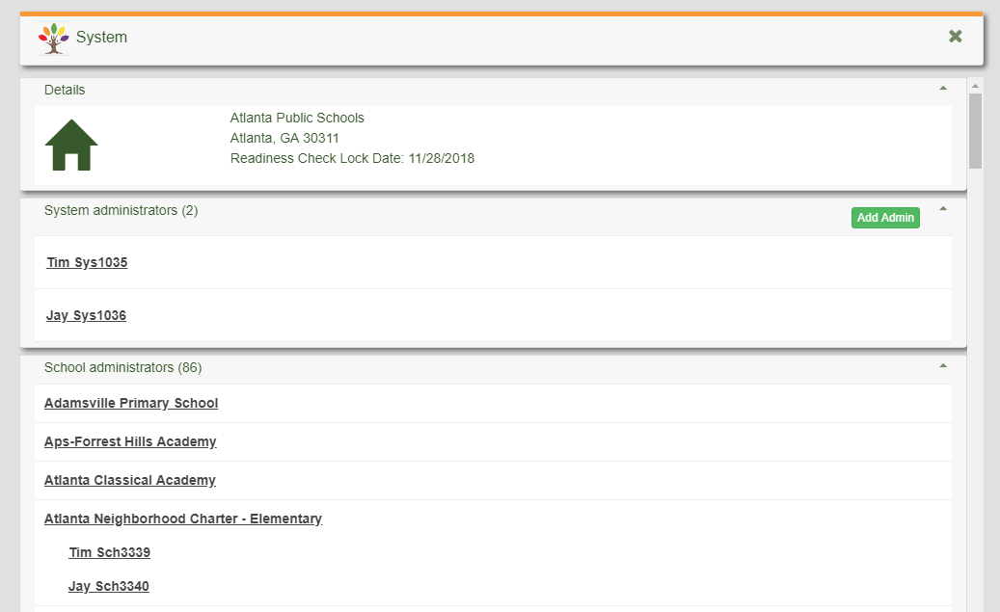 System
Details
Atlanta Public Schools
Atlanta, GA 30311
Readiness Check Lock Date: 11/28/2018
System administrators (2)
Add Admin
Tim Sys1035
Jay Sys1036
School administrators (86)
Adamsville Primary School
Aps-Forrest Hills Academy
Atlanta Classical Academy
Atlanta Neighborhood Charter - Elementary
Tim Sch3339
Jay Sch3340